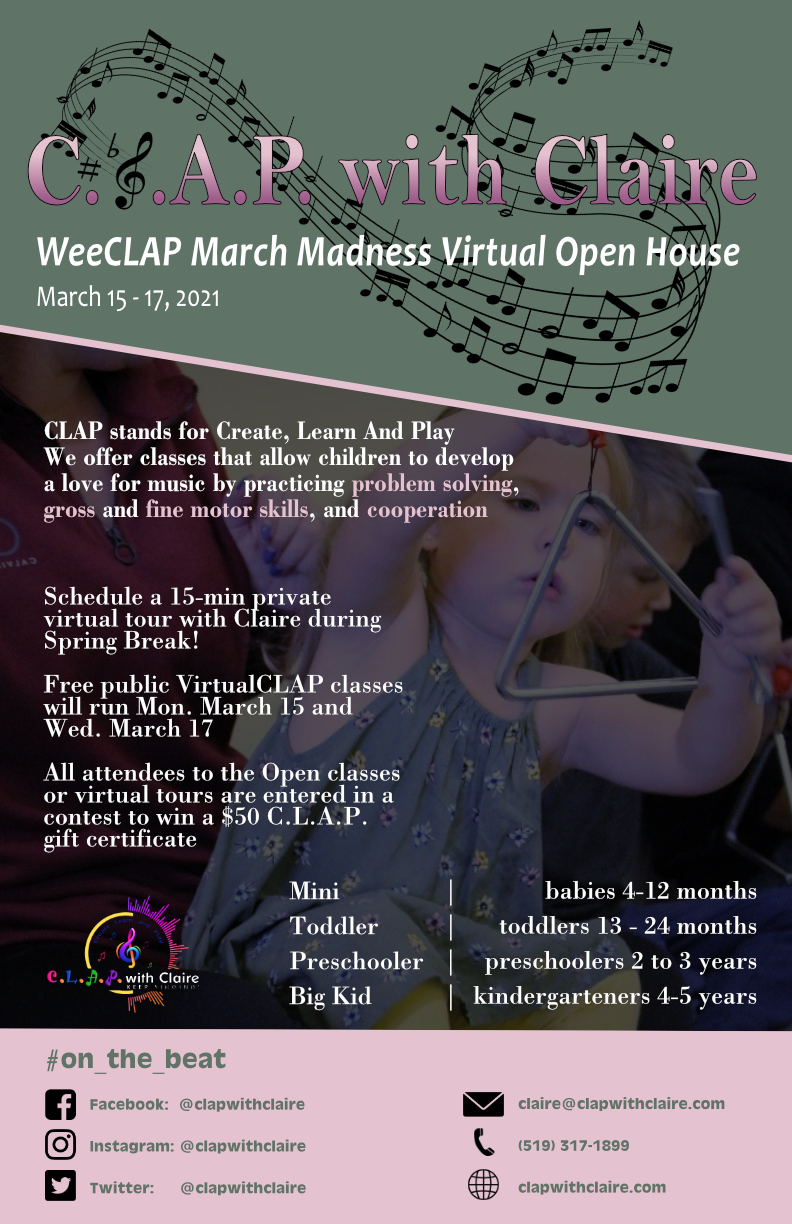 C.L.A.P. with Claire
WeeCLAP March Madness Virtual Open House
March 15 - 17, 2021
CLAP stands for Create, Learn And Play
We offer classes that allow children to develop
a love for music by practicing problem solving,
gross and fine motor skills, and cooperation
Schedule a 15-min private
virtual tour with Claire during
Spring Break!
Free public VirtualCLAP classes
will run Mon. March 15 and
Wed. March 17
All attendees to the Open classes
or virtual tours are entered in a
contest to win a $50 C.L.A.P.
gift certificate
Mini | babies 4-12 months
Toddler | toddlers 13 - 24 months
Preschooler | preschoolers 2 to 3 years
Big Kid | kindergarteners 4-5 years
C.L.A.P. with Claire
KEEP SINGING!
#on_the_beat
Facebook: @clapwithclaire
Instagram: @clapwithclaire
Twitter: @clapwithclaire
claire@clapwithclaire.com
(519) 317-1899
clapwithclaire.com